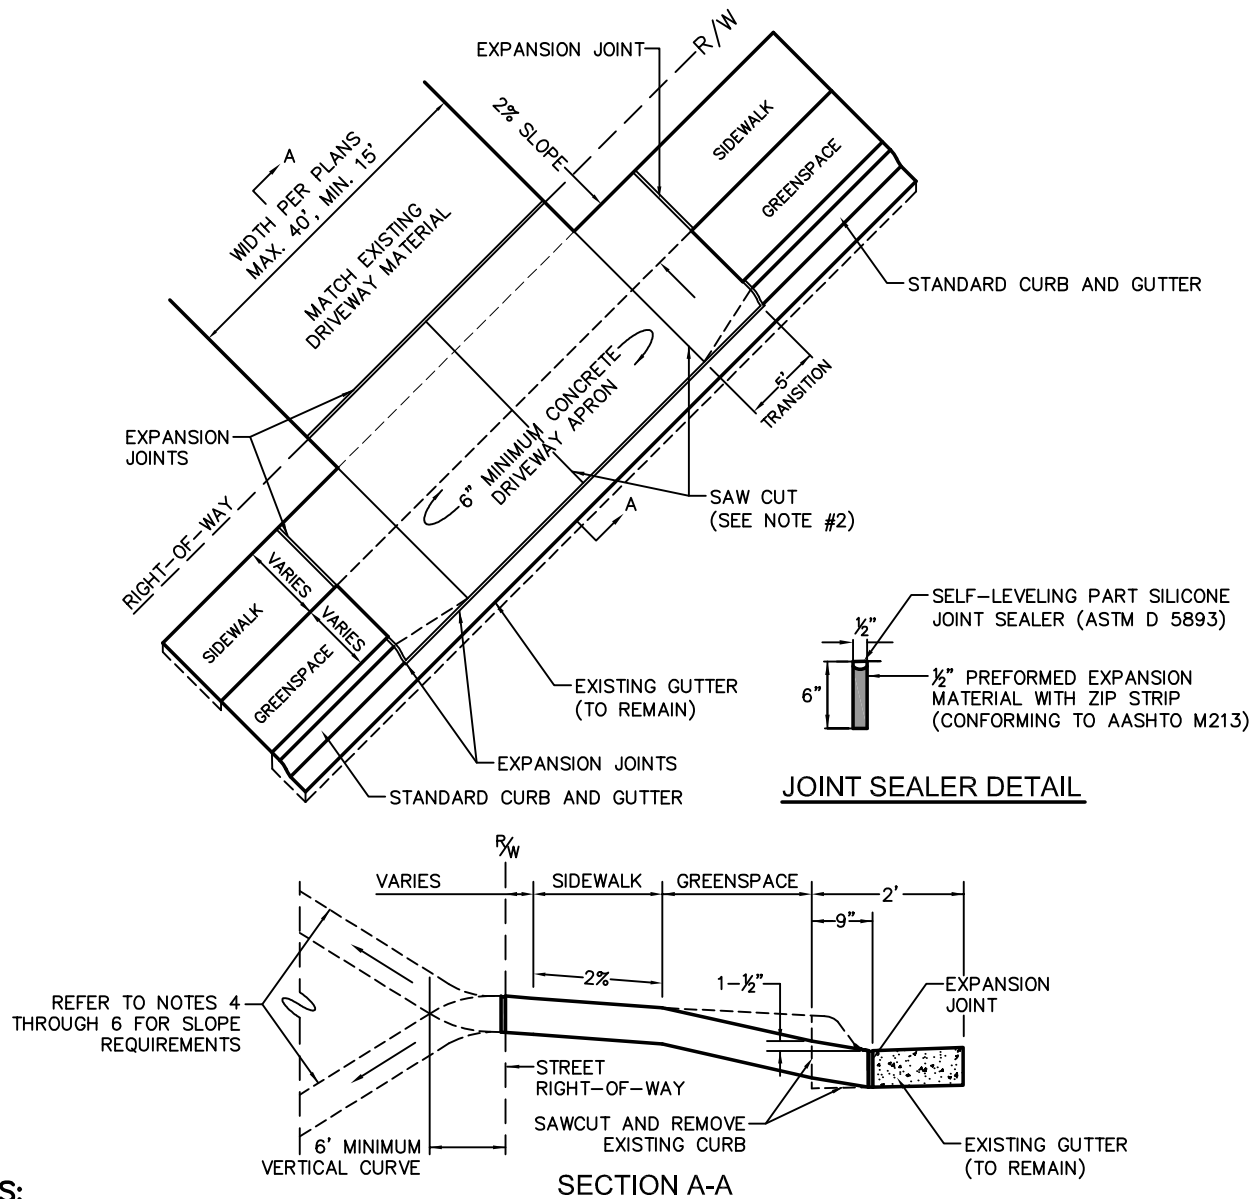 EXPANSION JOINT
R/W
2% SLOPE
SIDEWALK
GREENSPACE
A
WIDTH PER PLANS
MAX. 40', MIN. 15'
MATCH EXISTING
DRIVEWAY MATERIAL
STANDARD CURB AND GUTTER
5'
TRANSITION
6" MINIMUM CONCRETE
DRIVEWAY APRON
EXPANSION
JOINTS
SAW CUT
(SEE NOTE #2)
A
RIGHT-OF-WAY
VARIES
VARIES
SIDEWALK
GREENSPACE
EXISTING GUTTER
(TO REMAIN)
EXPANSION JOINTS
STANDARD CURB AND GUTTER
SELF-LEVELING PART SILICONE
JOINT SEALER (ASTM D 5893)
½"
6"
½" PREFORMED EXPANSION
MATERIAL WITH ZIP STRIP
(CONFORMING TO AASHTO M213)
JOINT SEALER DETAIL
R/W
VARIES
SIDEWALK
GREENSPACE
2'
9"
2%
1-½"
EXPANSION
JOINT
REFER TO NOTES 4
THROUGH 6 FOR SLOPE
REQUIREMENTS
STREET
RIGHT-OF-WAY
SAWCUT AND REMOVE
EXISTING CURB
6' MINIMUM
VERTICAL CURVE
EXISTING GUTTER
(TO REMAIN)
SECTION A-A
S: